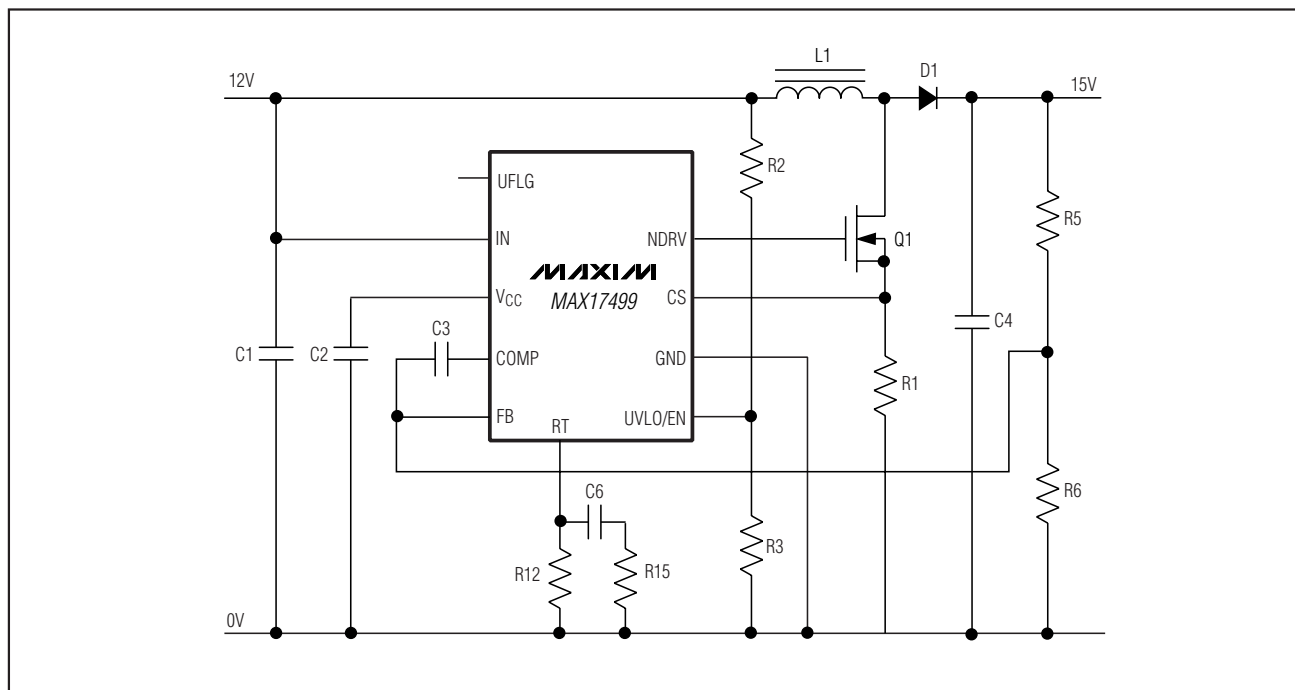 L1
D1
12V
15V
R2
UFLG
R5
IN
NDRV
Q1
MAXIM
VCC
MAX17499
CS
C3
C4
C1
C2
COMP
GND
R1
FB
RT
UVLO/EN
C6
R6
R12
R15
R3
0V